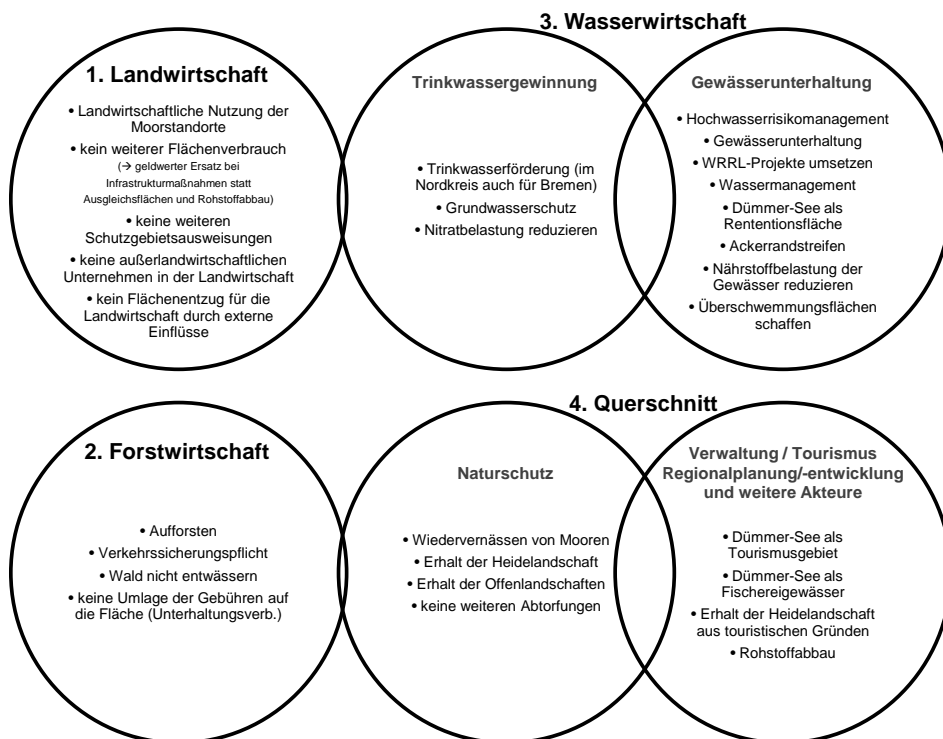 3. Wasserwirtschaft
1. Landwirtschaft
• Landwirtschaftliche Nutzung der
Moorstandorte
• kein weiterer Flächenverbrauch
(→ geldwerter Ersatz bei
Infrastrukturmaßnahmen statt
Ausgleichsflächen und Rohstoffabbau)
• keine weiteren
Schutzgebietsausweisungen
• keine außerlandwirtschaftlichen
Unternehmen in der Landwirtschaft
• kein Flächenentzug für die
Landwirtschaft durch externe
Einflüsse
Trinkwassergewinnung
• Trinkwasserförderung (im
Nordkreis auch für Bremen)
• Grundwasserschutz
• Nitratbelastung reduzieren
Gewässerunterhaltung
• Hochwasserrisikomanagement
• Gewässerunterhaltung
• WRRL-Projekte umsetzen
• Wassermanagement
• Dümmer-See als
Rententionsfläche
• Ackerrandstreifen
• Nährstoffbelastung der
Gewässer reduzieren
• Überschwemmungsflächen
schaffen
4. Querschnitt
2. Forstwirtschaft
• Aufforsten
• Verkehrssicherungspflicht
• Wald nicht entwässern
• keine Umlage der Gebühren auf
die Fläche (Unterhaltungsverb.)
Naturschutz
• Wiedervernässen von Mooren
• Erhalt der Heidelandschaft
• Erhalt der Offenlandschaften
• keine weiteren Abtorfungen
Verwaltung / Tourismus
Regionalplanung/-entwicklung
und weitere Akteure
• Dümmer-See als
Tourismusgebiet
• Dümmer-See als
Fischereigewässer
• Erhalt der Heidelandschaft
aus touristischen Gründen
• Rohstoffabbau